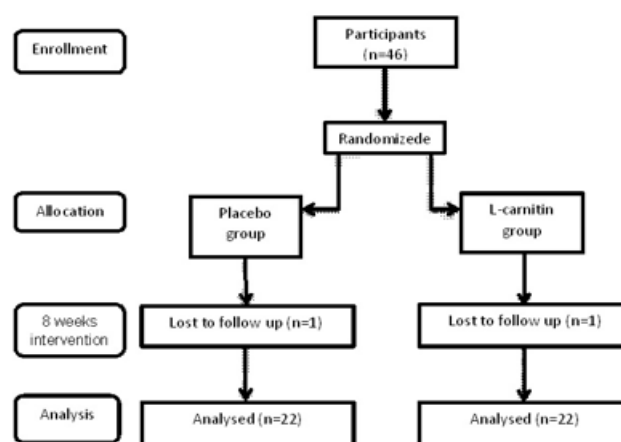 Enrollment
Participants
(n=46)
Randomizede
Allocation
Placebo
group
L-carnitin
group
8 weeks
intervention
Lost to follow up (n=1)
Lost to follow up (n=1)
Analysis
Analysed (n=22)
Analysed (n=22)